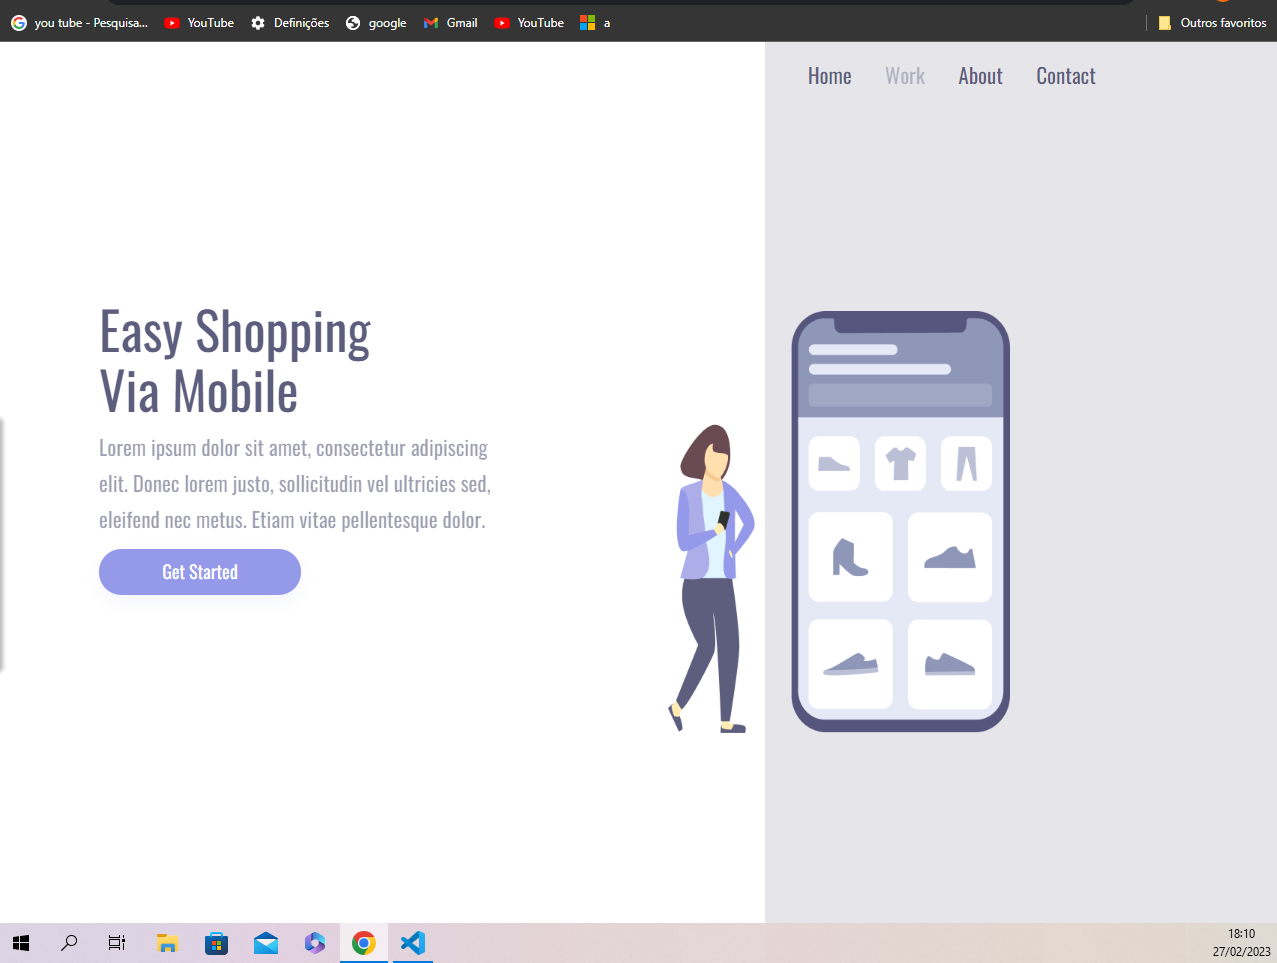 you tube - Pesquisa...
YouTube
Definições
google
Gmail
YouTube
a
Outros favoritos
Home
Work
About
Contact
Easy Shopping
Via Mobile
Lorem ipsum dolor sit amet, consectetur adipiscing
elit. Donec lorem justo, sollicitudin vel ultricies sed,
eleifend nec metus. Etiam vitae pellentesque dolor.
Get Started
18:10
27/02/2023